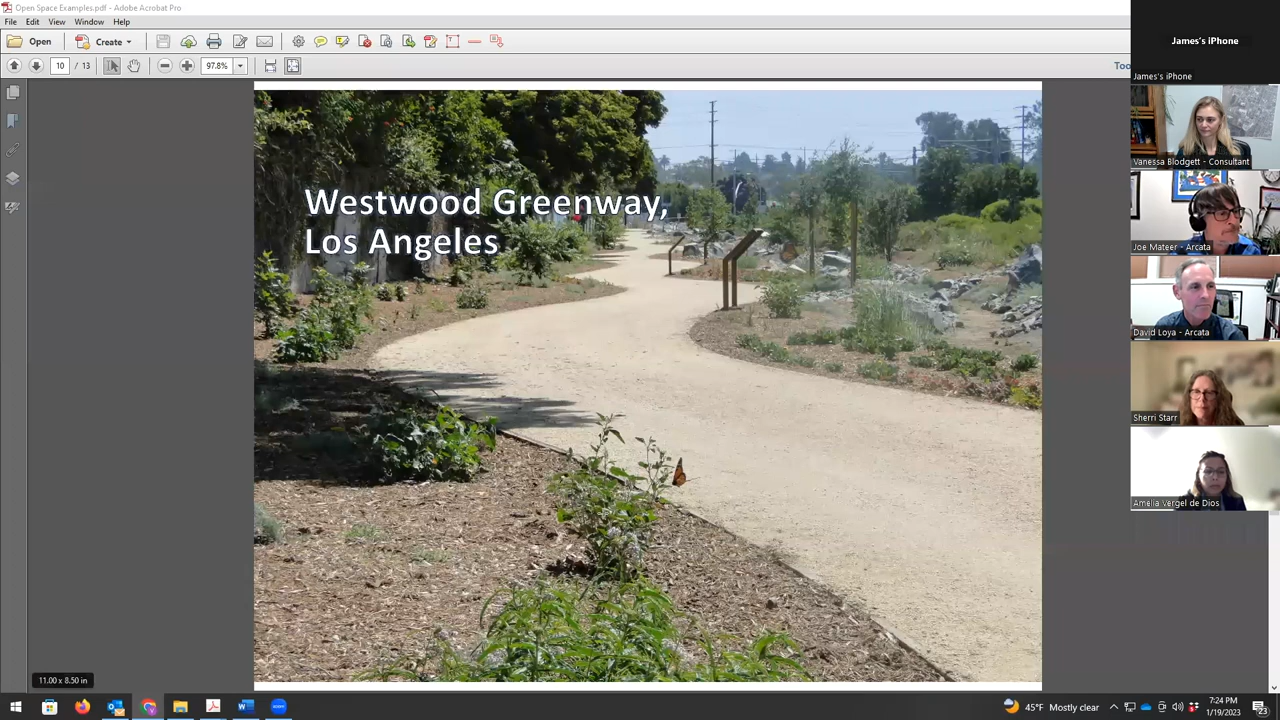 Open Space Examples.pdf - Adobe Acrobat Pro
File Edit View Window Help
Open
Create
10 / 13
97.8%
Too
Westwood Greenway,
Los Angeles
11.00 x 8.50 in
James's iPhone
James's iPhone
Vanessa Blodgett - Consultant
Joe Mateer - Arcata
David Loya - Arcata
Sherri Starr
Amelia Vergel de Dios
45°F Mostly clear
7:24 PM
1/19/2023
23